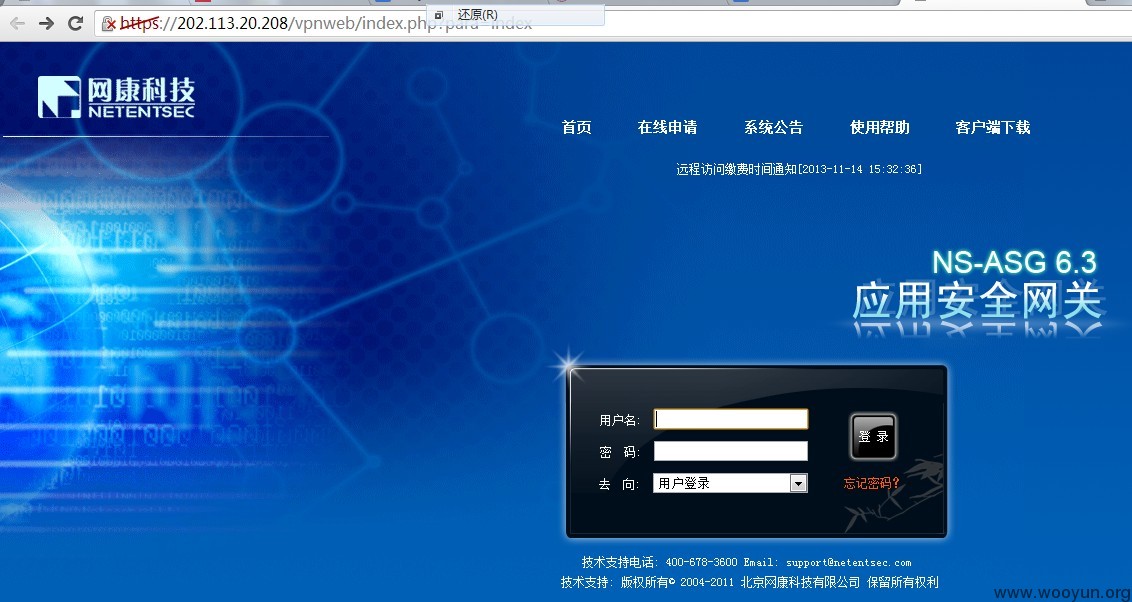 还原(R)
https://202.113.20.208/vpnweb/index.php?para=index
网康科技
NETENTSEC
首页 在线申请 系统公告 使用帮助 客户端下载
远程访问缴费时间通知[2013-11-14 15:32:36]
NS-ASG 6.3
应用安全网关
用户名:
密 码:
登 录
去 向: 用户登录
忘记密码?
技术支持电话: 400-678-3600 Email: support@netentsec.com
技术支持: 版权所有© 2004-2011 北京网康科技有限公司 保留所有权利
www.wooyun.org